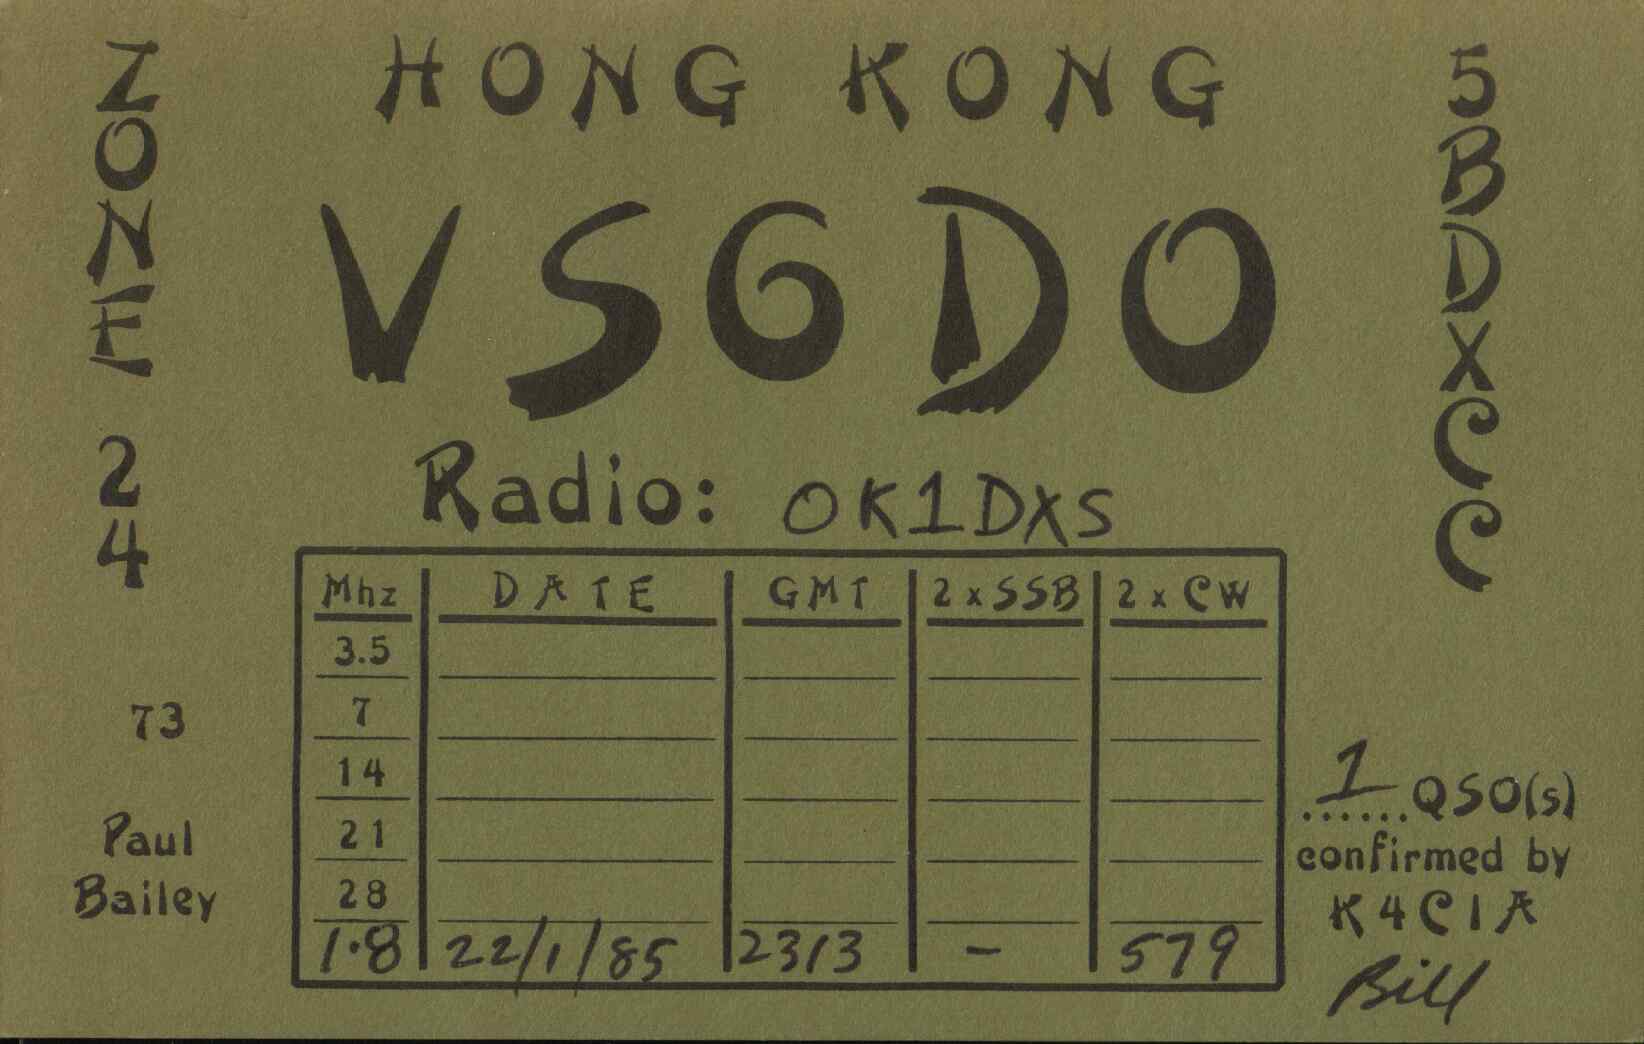 HONG KONG
ZONE 24
5BDXCC
VS6DO
Radio: OK1DXS
Mhz DATE GMT 2xSSB 2xCW
3.5
7
14
21
28
1.8 22/1/85 2313 - 579
73
Paul
Bailey
1 QSO(s)
confirmed by
K4CIA
Bill